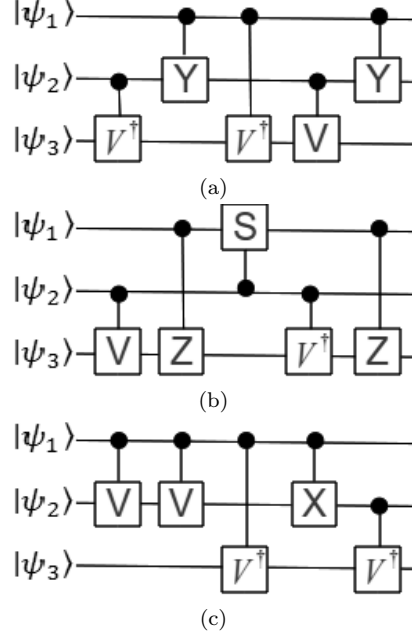 |ψ₁⟩
|ψ₂⟩ Y Y
|ψ₃⟩ V† V† V
(a)
|ψ₁⟩ S
|ψ₂⟩
|ψ₃⟩ V Z V† Z
(b)
|ψ₁⟩
|ψ₂⟩ V V X
|ψ₃⟩ V† V†
(c)